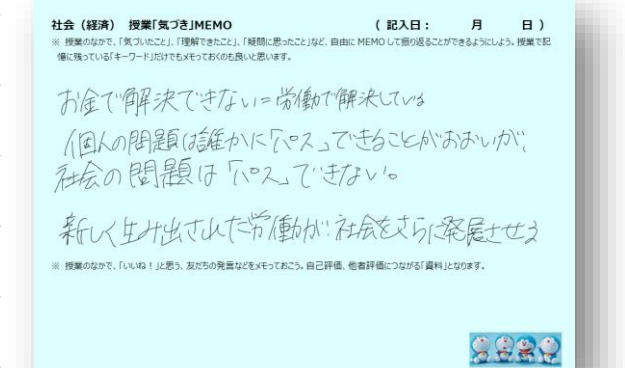 社会（経済） 授業「気づき」MEMO （ 記入日： 月 日 ）
※ 授業のなかで、「気づいたこと」、「理解できたこと」、「疑問に思ったこと」など、自由に MEMO して振り返ることができるようにしよう。授業で記
憶に残っている「キーワード」だけでもメモっておくのも良いと思います。
お金で解決できない＝労働で解決している
個人の問題は誰かに「パス」できることがおおいが、
社会の問題は「パス」できない。
新しく生み出された労働が、社会をさらに発展させる
※ 授業のなかで、「いいね！」と思う、友だちの発言などをメモっておこう。自己評価、他者評価につながる「資料」となります。